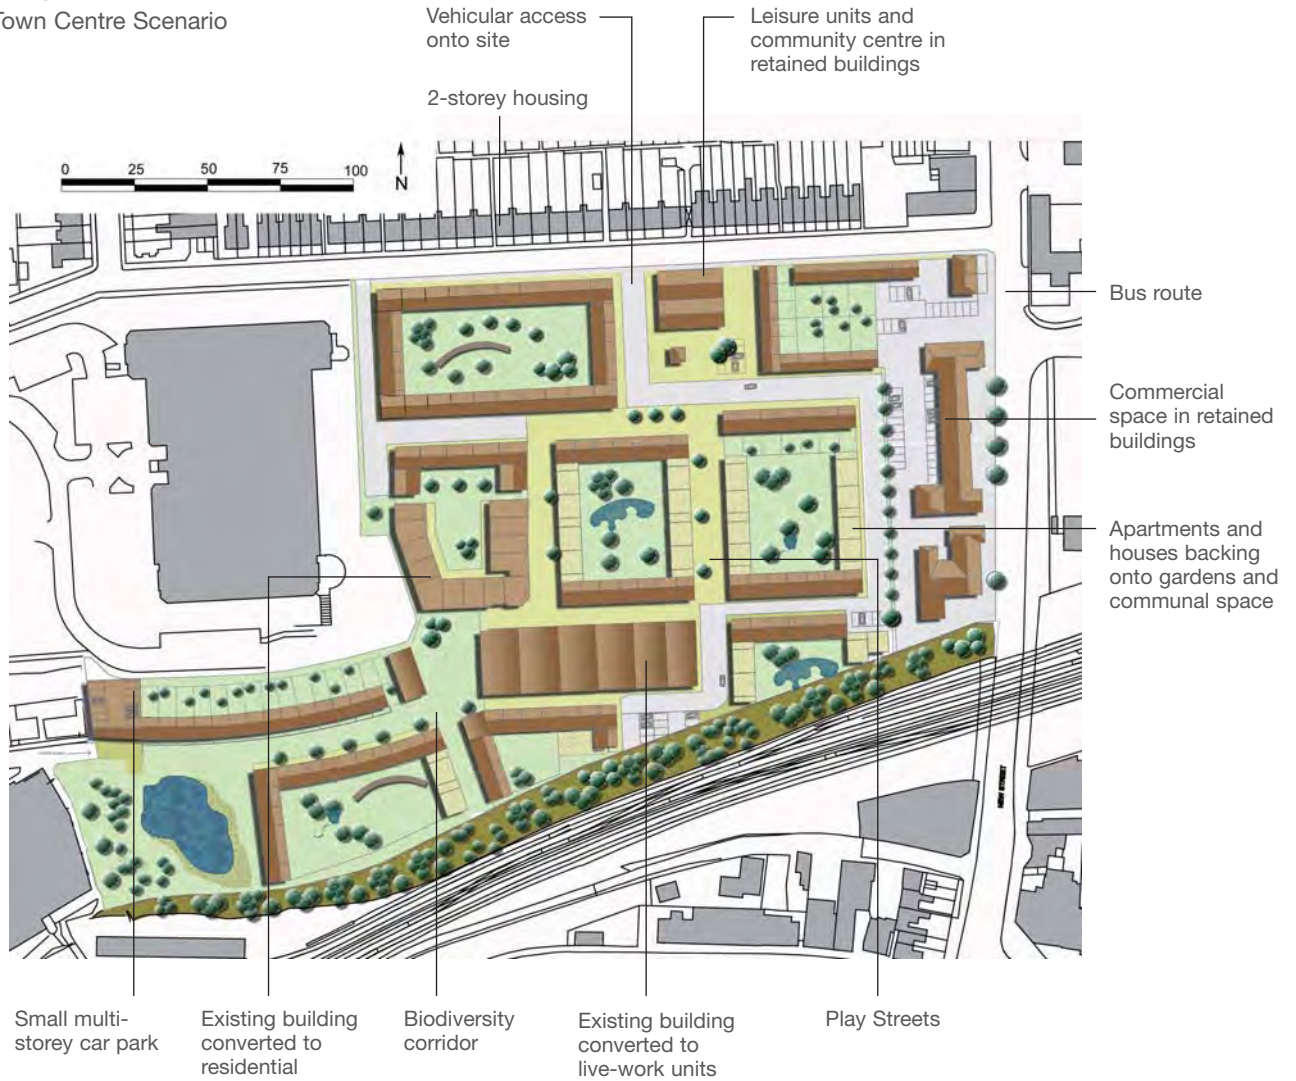 Town Centre Scenario
Vehicular access
onto site
Leisure units and
community centre in
retained buildings
2-storey housing
0 25 50 75 100
N
Bus route
Commercial
space in retained
buildings
Apartments and
houses backing
onto gardens and
communal space
NEW STREET
Small multi-
storey car park
Existing building
converted to
residential
Biodiversity
corridor
Existing building
converted to
live-work units
Play Streets